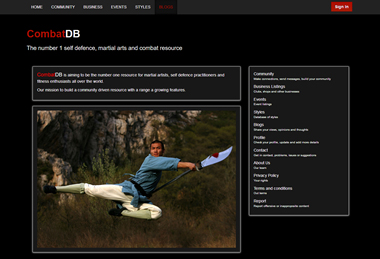 HOME COMMUNITY BUSINESS EVENTS STYLES BLOGS Sign In
CombatDB
The number 1 self defence, martial arts and combat resource
CombatDB is aiming to be the number one resource for martial artists, self defence practitioners and
fitness enthusiasts all over the world.
Our mission to build a community driven resource with a range a growing features.
Community
Make connections, send messages, build your community
Business Listings
Clubs, shops and other businesses
Events
Event listings
Styles
Database of styles
Blogs
Share your views, opinions and thoughts
Profile
Check your profile, update and add more details
Contact
Get in contact, problems, issues or suggestions
About Us
Our team
Privacy Policy
Your rights
Terms and conditions
Our terms
Report
Report offensive or inappropriate content